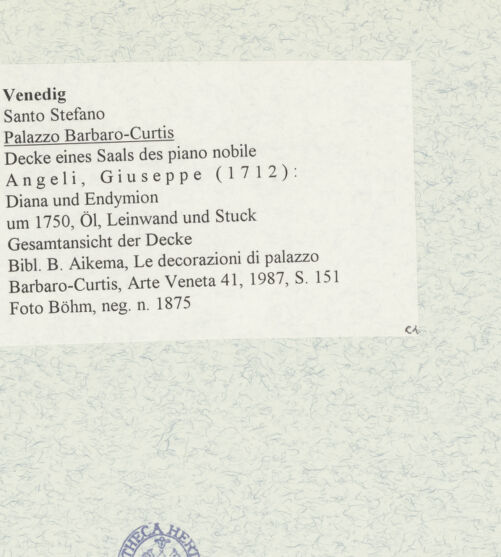 Venedig
Santo Stefano
Palazzo Barbaro-Curtis
Decke eines Saals des piano nobile
Angeli, Giuseppe (1712):
Diana und Endymion
um 1750, Öl, Leinwand und Stuck
Gesamtansicht der Decke
Bibl. B. Aikema, Le decorazioni di palazzo
Barbaro-Curtis, Arte Veneta 41, 1987, S. 151
Foto Böhm, neg. n. 1875